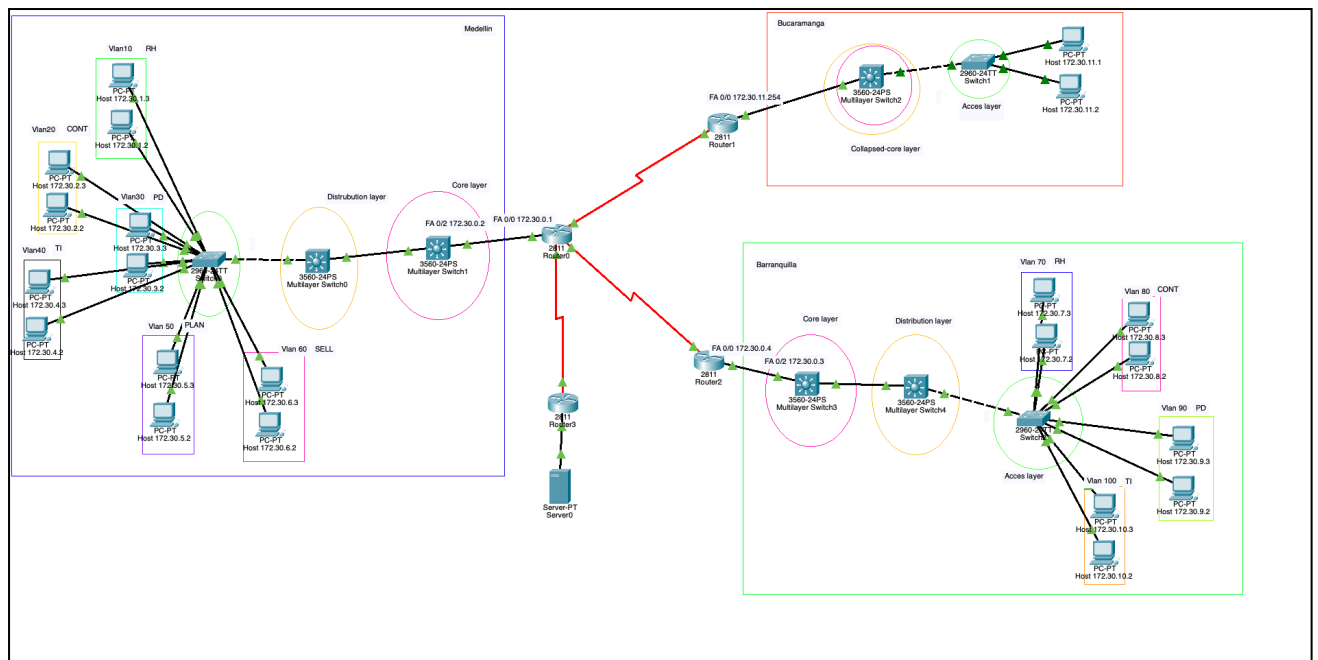 Medellin
Vlan10 RH
PC-PT
Host 172.30.1.3
PC-PT
Host 172.30.1.2
Vlan20 CONT
PC-PT
Host 172.30.2.3
PC-PT
Host 172.30.2.2
Vlan30 PD
PC-PT
Host 172.30.3.3
PC-PT
Host 172.30.3.2
Vlan40 TI
PC-PT
Host 172.30.4.3
PC-PT
Host 172.30.4.2
Vlan 50 PLAN
PC-PT
Host 172.30.5.3
PC-PT
Host 172.30.5.2
Vlan 60 SELL
PC-PT
Host 172.30.6.3
PC-PT
Host 172.30.6.2
2960-24TT
Distrubution layer
3560-24PS
Multilayer Switch0
Core layer
FA 0/2 172.30.0.2
3560-24PS
Multilayer Switch1
FA 0/0 172.30.0.1
2811
Router0
2811
Router3
Server-PT
Server0
Bucaramanga
FA 0/0 172.30.11.254
2811
Router1
3560-24PS
Multilayer Switch2
Collapsed-core layer
2960-24TT
Switch1
Acces layer
PC-PT
Host 172.30.11.1
PC-PT
Host 172.30.11.2
Barranquilla
FA 0/0 172.30.0.4
2811
Router2
Core layer
FA 0/2 172.30.0.3
3560-24PS
Multilayer Switch3
Distribution layer
3560-24PS
Multilayer Switch4
2960-24TT
Acces layer
Vlan 70 RH
PC-PT
Host 172.30.7.3
PC-PT
Host 172.30.7.2
Vlan 80 CONT
PC-PT
Host 172.30.8.3
PC-PT
Host 172.30.8.2
Vlan 90 PD
PC-PT
Host 172.30.9.3
PC-PT
Host 172.30.9.2
Vlan 100 TI
PC-PT
Host 172.30.10.3
PC-PT
Host 172.30.10.2